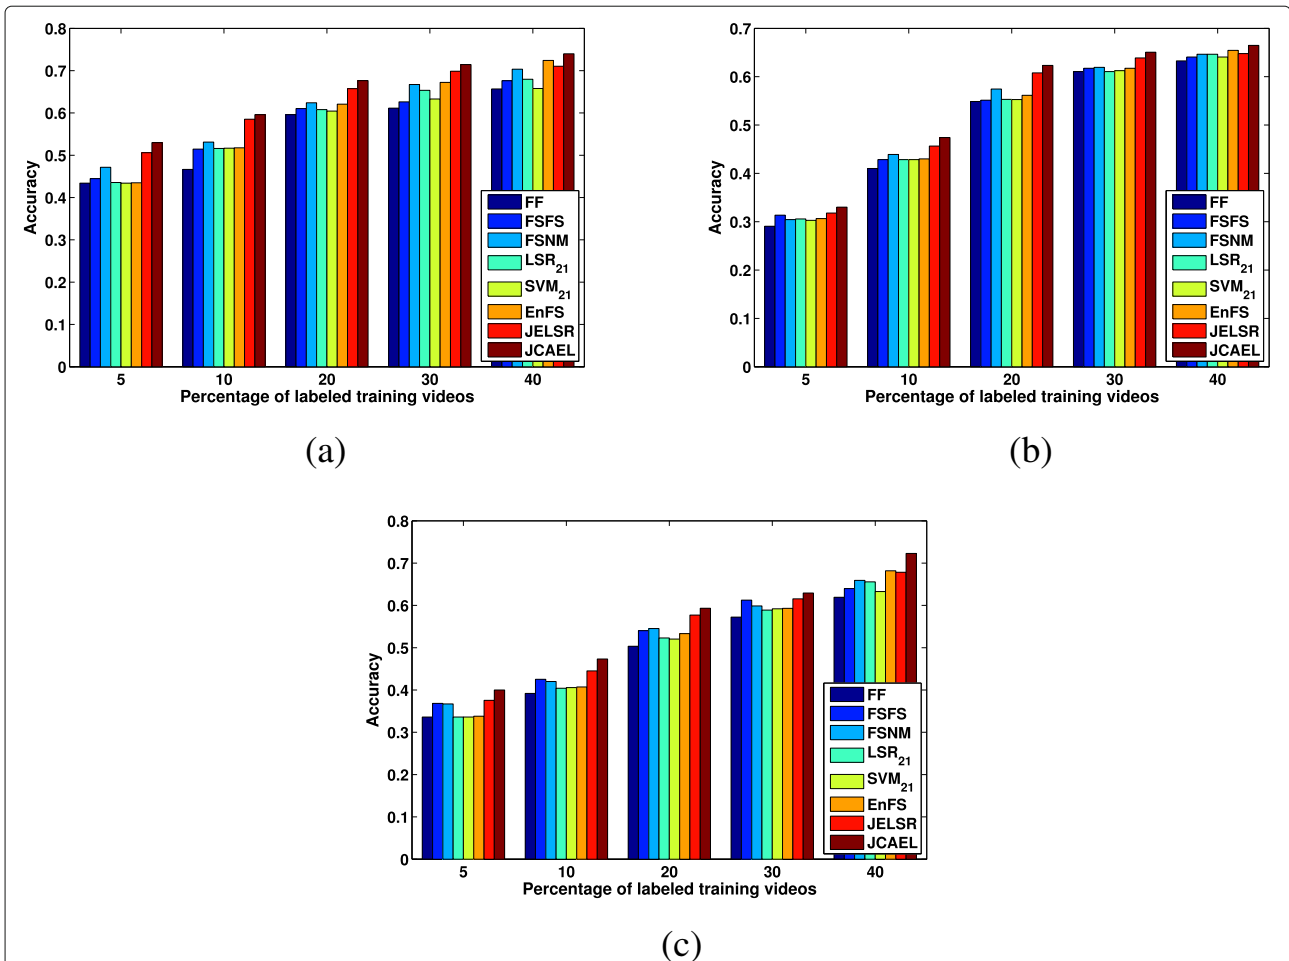 0.8
0.7
0.6
0.5
0.4
0.3
0.2
0.1
0
Accuracy
5 10 20 30 40
Percentage of labeled training videos
FF
FSFS
FSNM
LSR21
SVM21
EnFS
JELSR
JCAEL
(a)
0.7
0.6
0.5
0.4
0.3
0.2
0.1
0
Accuracy
5 10 20 30 40
Percentage of labeled training videos
FF
FSFS
FSNM
LSR21
SVM21
EnFS
JELSR
JCAEL
(b)
0.8
0.7
0.6
0.5
0.4
0.3
0.2
0.1
0
Accuracy
5 10 20 30 40
Percentage of labeled training videos
FF
FSFS
FSNM
LSR21
SVM21
EnFS
JELSR
JCAEL
(c)